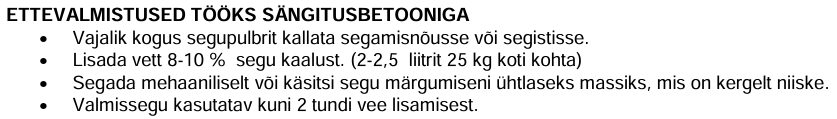 ETTEVALMISTUSED TÖÖKS SÄNGITUSBETOONIGA
• Vajalik kogus segupulbrit kallata segamisnõusse või segistisse.
• Lisada vett 8-10 % segu kaalust. (2-2,5 liitrit 25 kg koti kohta)
• Segada mehaaniliselt või käsitsi segu märgumiseni ühtlaseks massiks, mis on kergelt niiske.
• Valmissegu kasutatav kuni 2 tundi vee lisamisest.